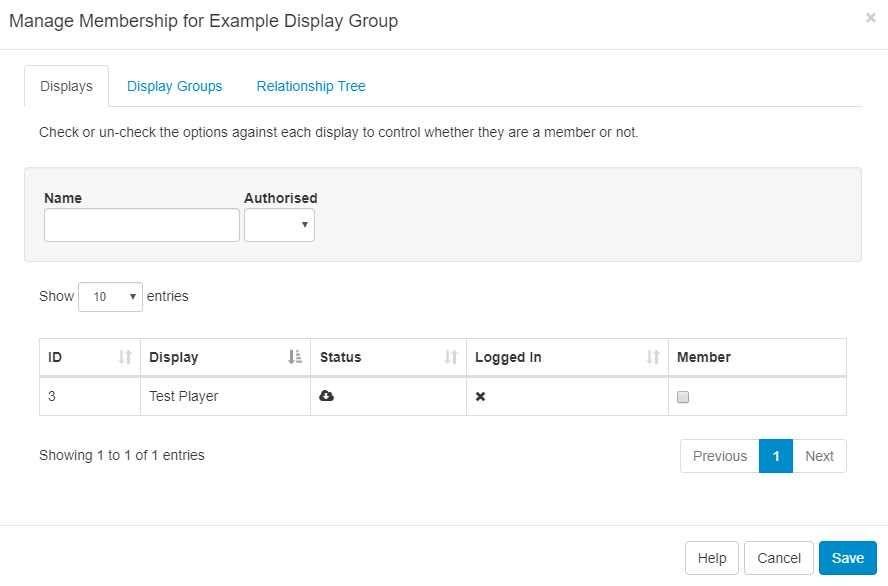 Manage Membership for Example Display Group ×
Displays Display Groups Relationship Tree
Check or un-check the options against each display to control whether they are a member or not.
Name Authorised
Show 10 entries
ID Display Status Logged In Member
3 Test Player
Showing 1 to 1 of 1 entries Previous 1 Next
Help Cancel Save